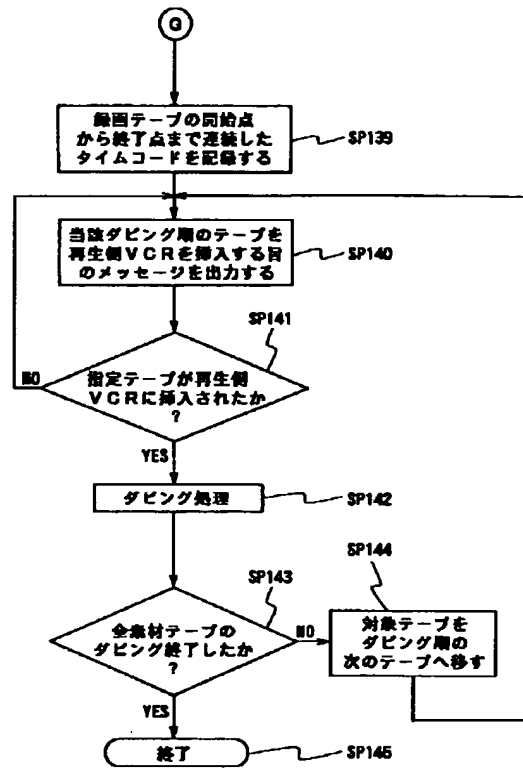 G
録画テープの開始点
から終了点まで連続した
タイムコードを記録する
SP139
当該ダビング順のテープを
再生側VCRを挿入する旨
のメッセージを出力する
SP140
SP141
指定テープが再生側
VCRに挿入されたか
?
NO
YES
ダビング処理
SP142
SP143
全素材テープの
ダビング終了したか
?
NO
SP144
対象テープを
ダビング順の
次のテープへ移す
YES
終了
SP145